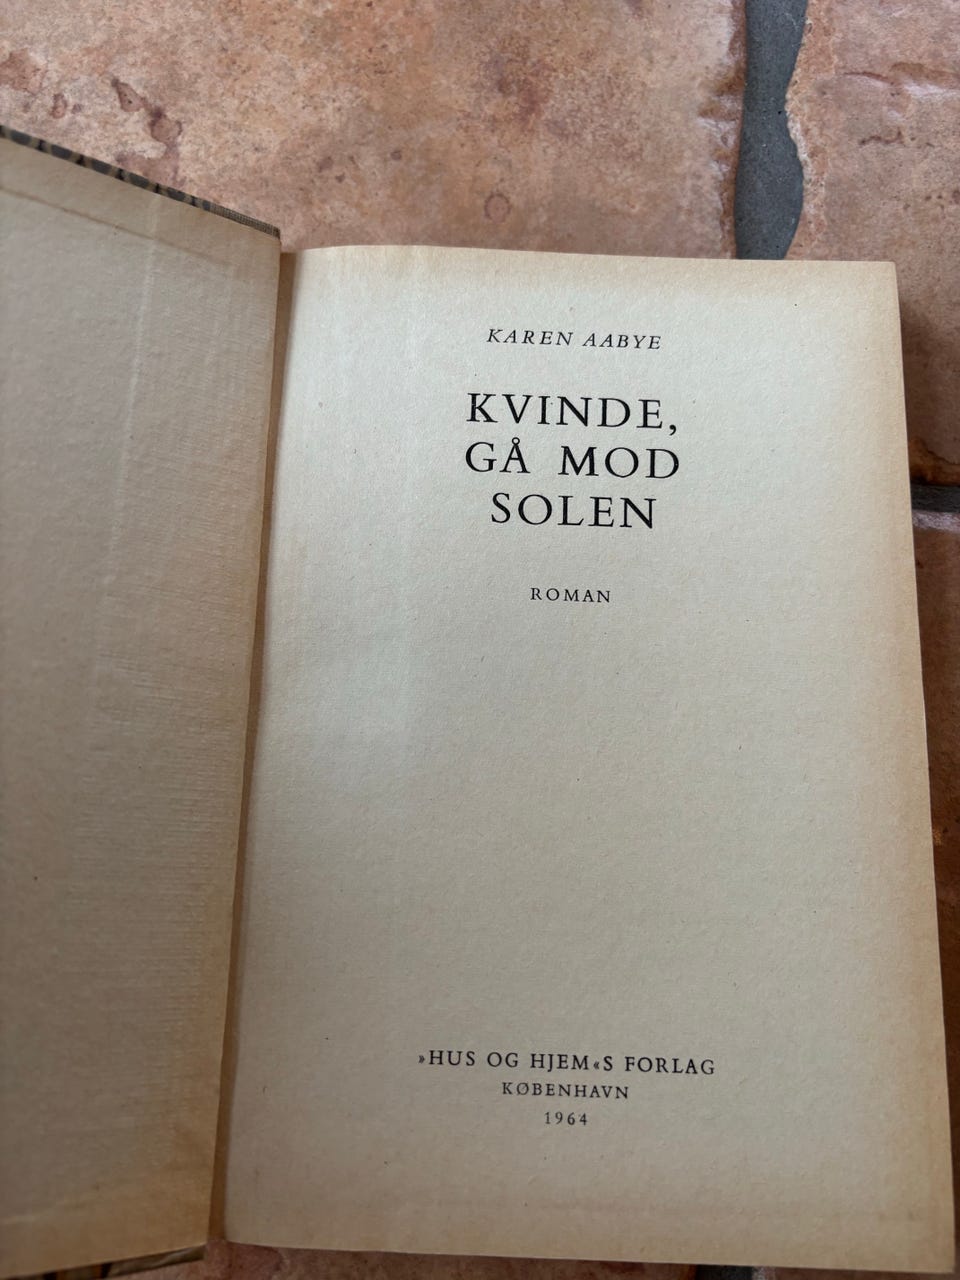 KAREN AABYE
KVINDE,
GÅ MOD
SOLEN
ROMAN
»HUS OG HJEM«S FORLAG
KØBENHAVN
1964